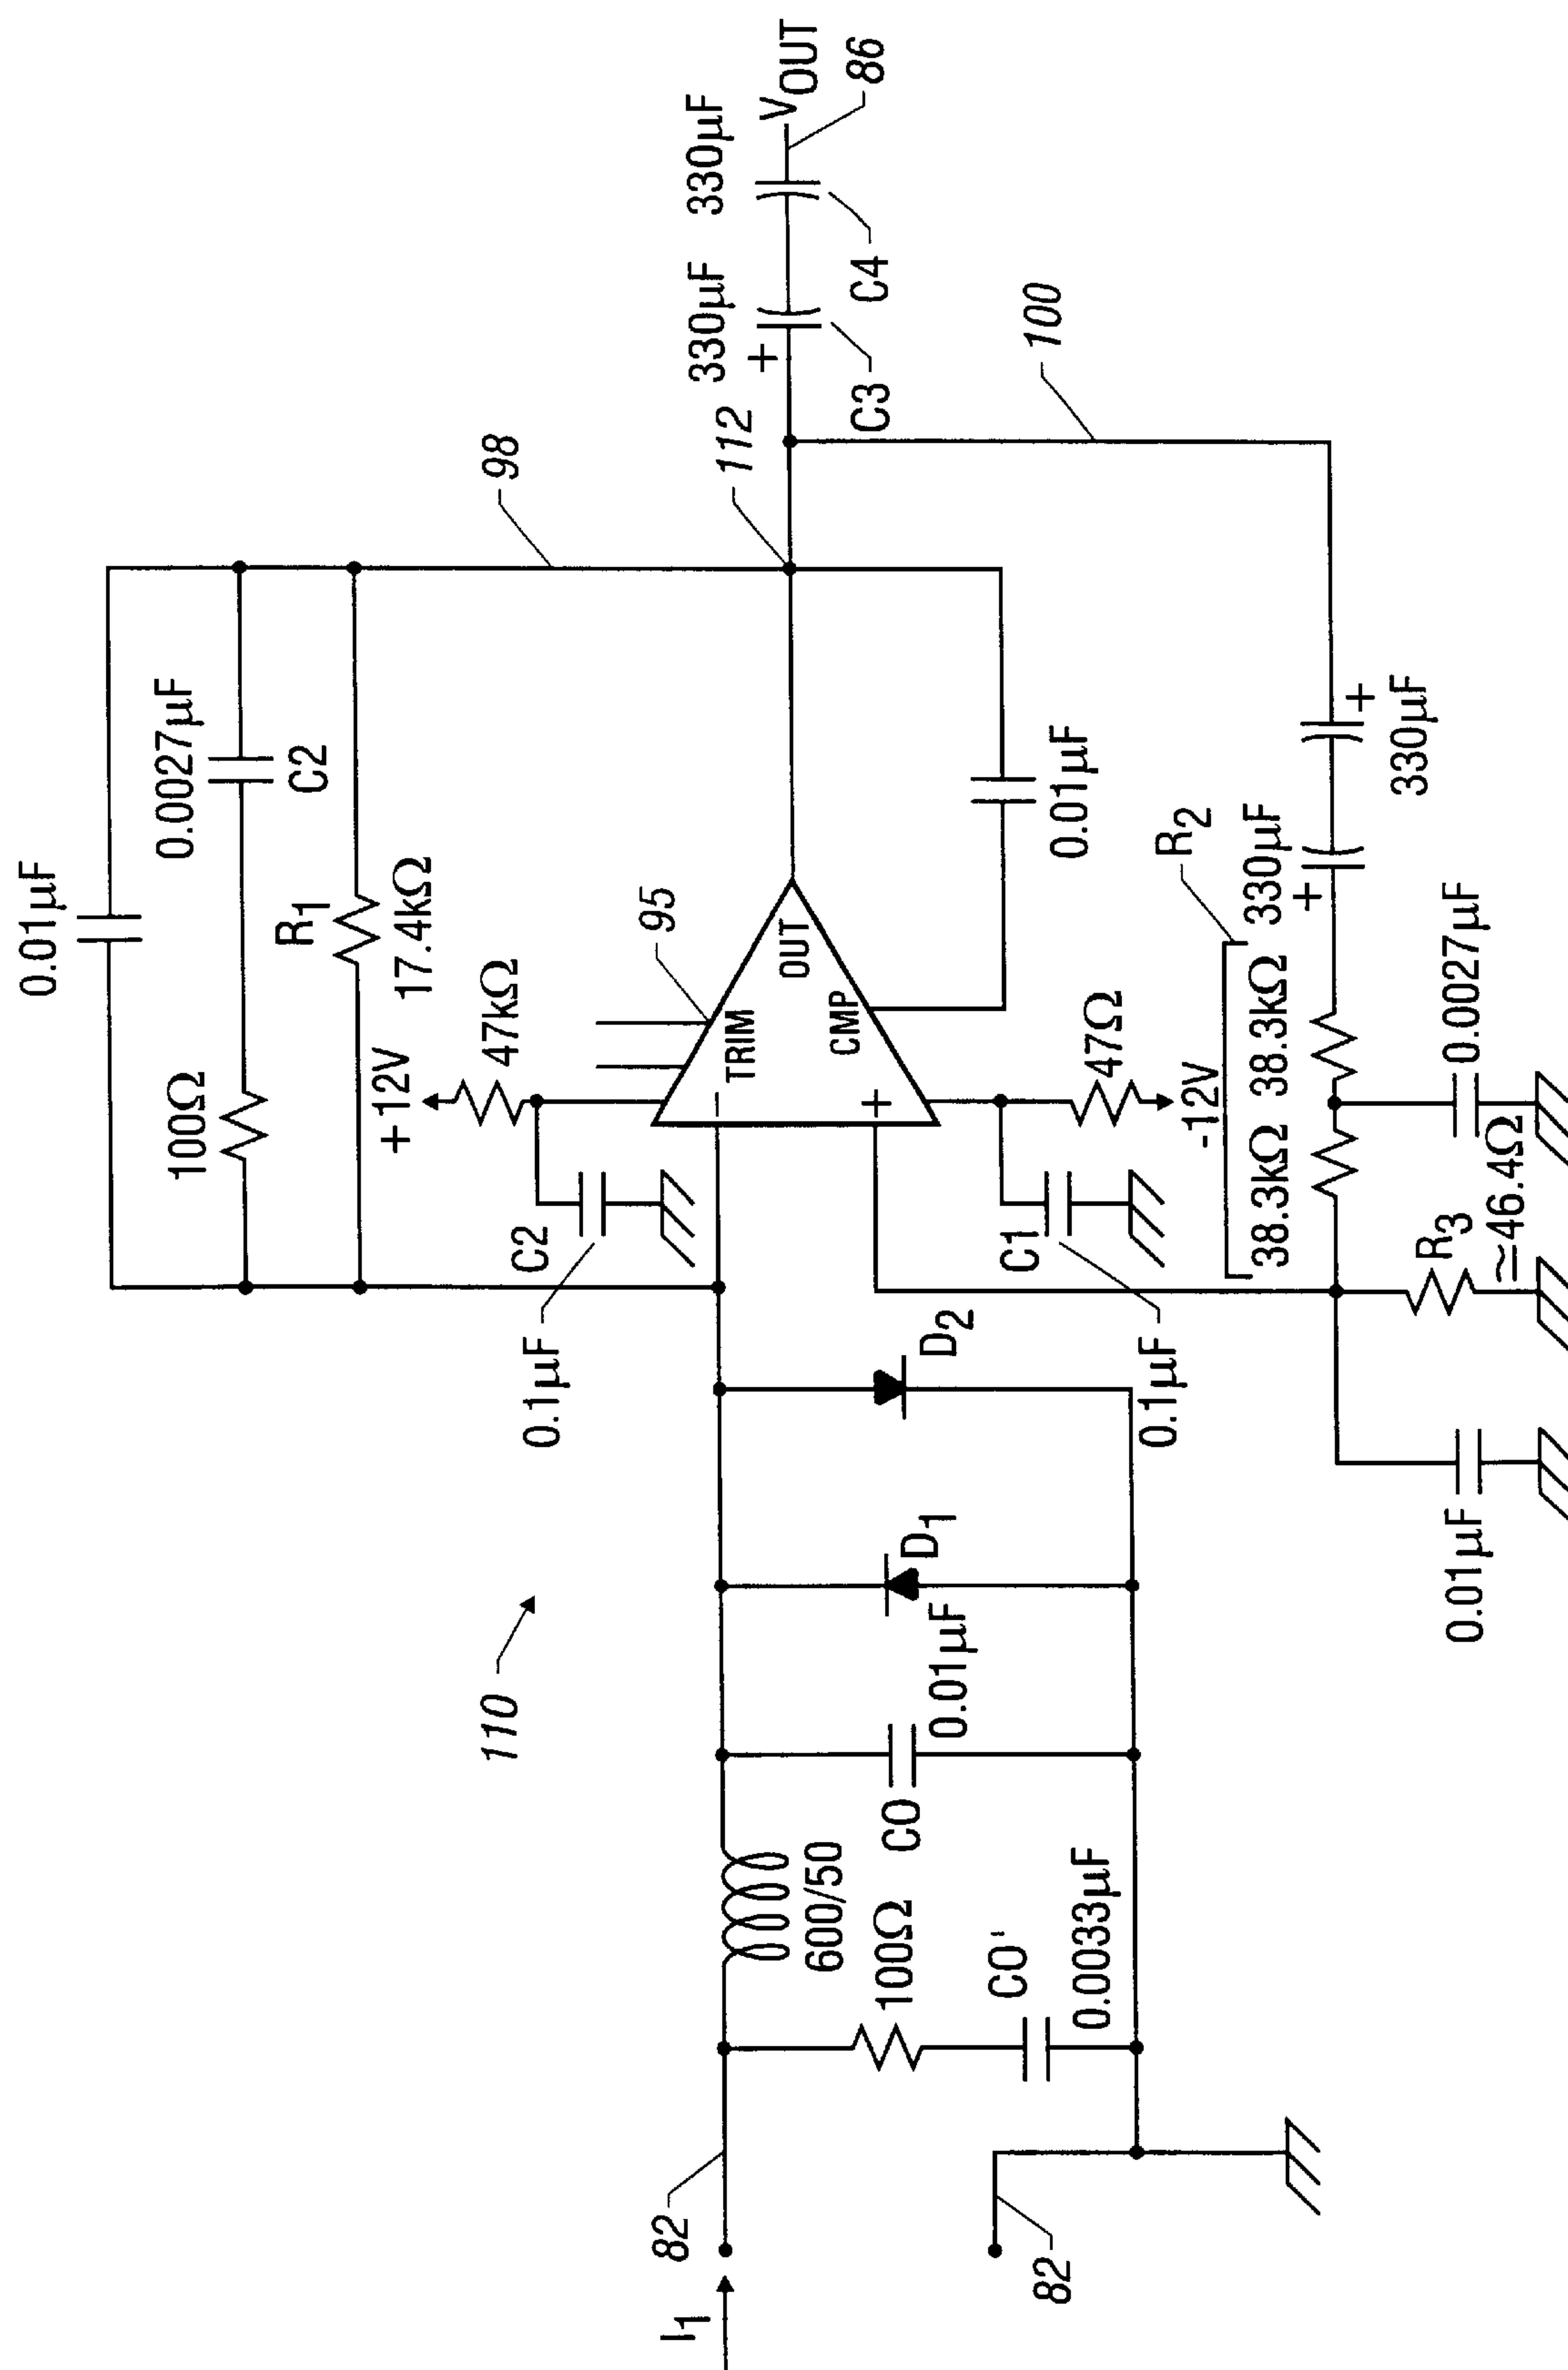 0.01μF
0.0027μF
C2
100Ω
R1
17.4kΩ
98
112
+12V
47kΩ
95
C2
0.1μF
TRIM
OUT
CMP
−
+
330μF
330μF
+
C3
C4
VOUT
86
100
110
I1
82
82
600/50
100Ω
CO'
0.0033μF
CO
0.01μF
D1
D2
C1
0.1μF
47Ω
-12V
0.01μF
R2
38.3kΩ
38.3kΩ
330μF
+
330μF
+
0.0027μF
R3
≃46.4Ω
0.01μF